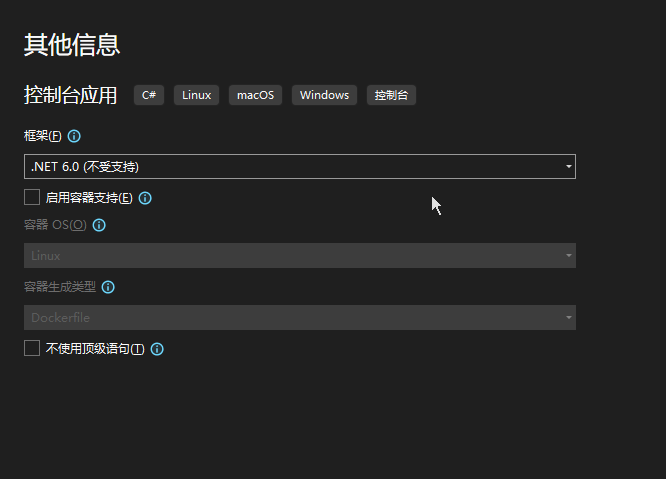 其他信息
控制台应用 C# Linux macOS Windows 控制台
框架(F)
.NET 6.0 (不受支持)
启用容器支持(E)
容器 OS(O)
Linux
容器生成类型
Dockerfile
不使用顶级语句(T)